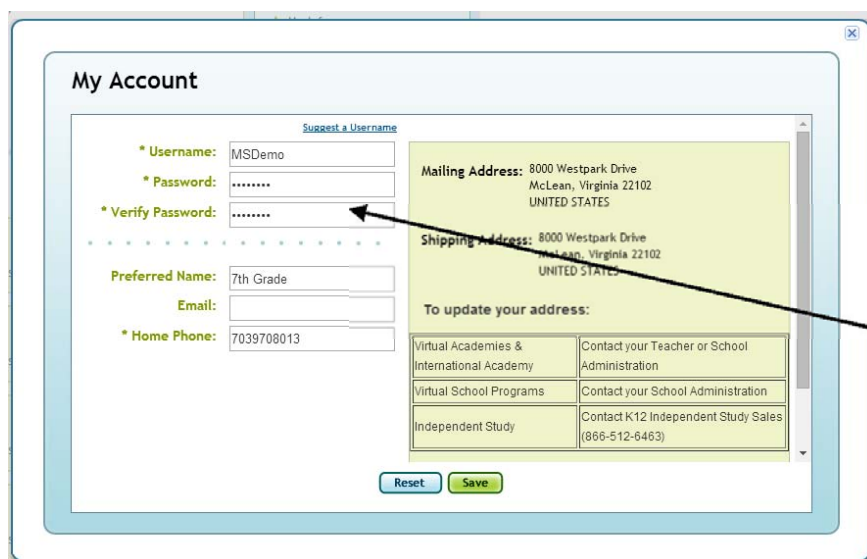 My Account
Suggest a Username
* Username: MSDemo
* Password: ••••••••
* Verify Password: ••••••••
Preferred Name: 7th Grade
Email:
* Home Phone: 7039708013
Mailing Address: 8000 Westpark Drive
McLean, Virginia 22102
UNITED STATES
Shipping Address: 8000 Westpark Drive
McLean, Virginia 22102
UNITED STATES
To update your address:
Virtual Academies & International Academy
Contact your Teacher or School Administration
Virtual School Programs
Contact your School Administration
Independent Study
Contact K12 Independent Study Sales
(866-512-6463)
Reset
Save